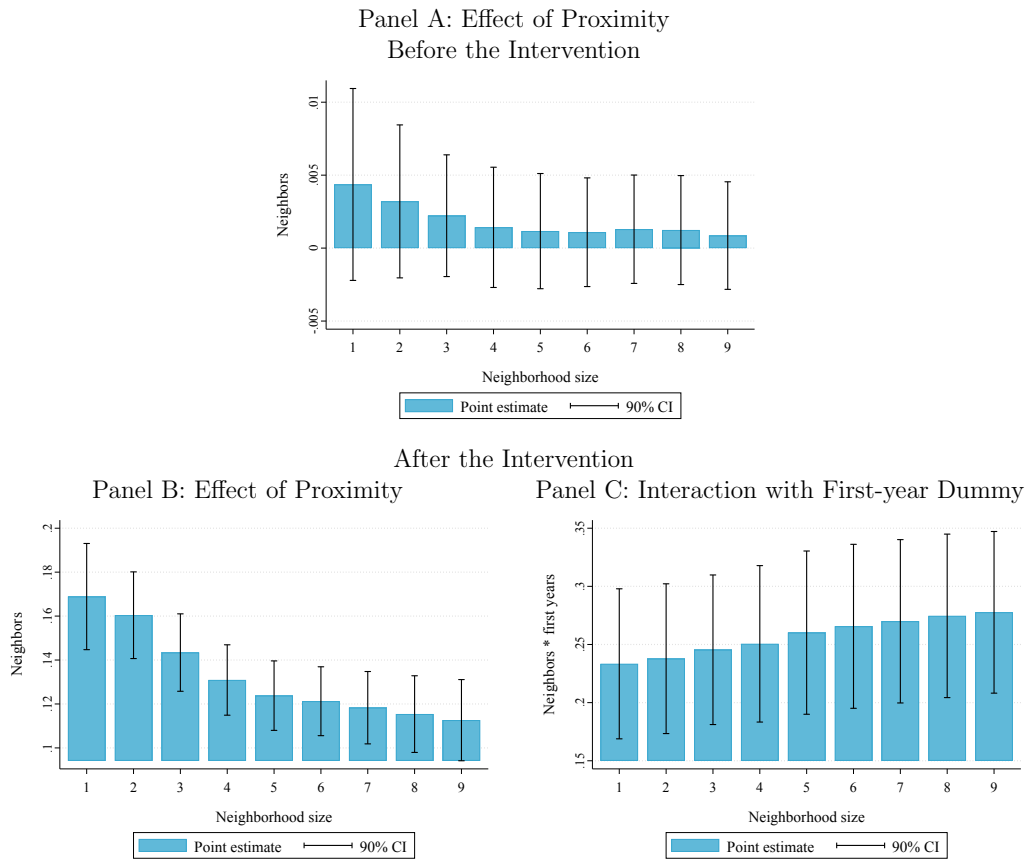 Panel A: Effect of Proximity
Before the Intervention
Neighbors
.01
.005
0
-.005
1 2 3 4 5 6 7 8 9
Neighborhood size
Point estimate 90% CI
After the Intervention
Panel B: Effect of Proximity
Neighbors
.2
.18
.16
.14
.12
.1
1 2 3 4 5 6 7 8 9
Neighborhood size
Point estimate 90% CI
Panel C: Interaction with First-year Dummy
Neighbors * first years
.35
.3
.25
.2
.15
1 2 3 4 5 6 7 8 9
Neighborhood size
Point estimate 90% CI